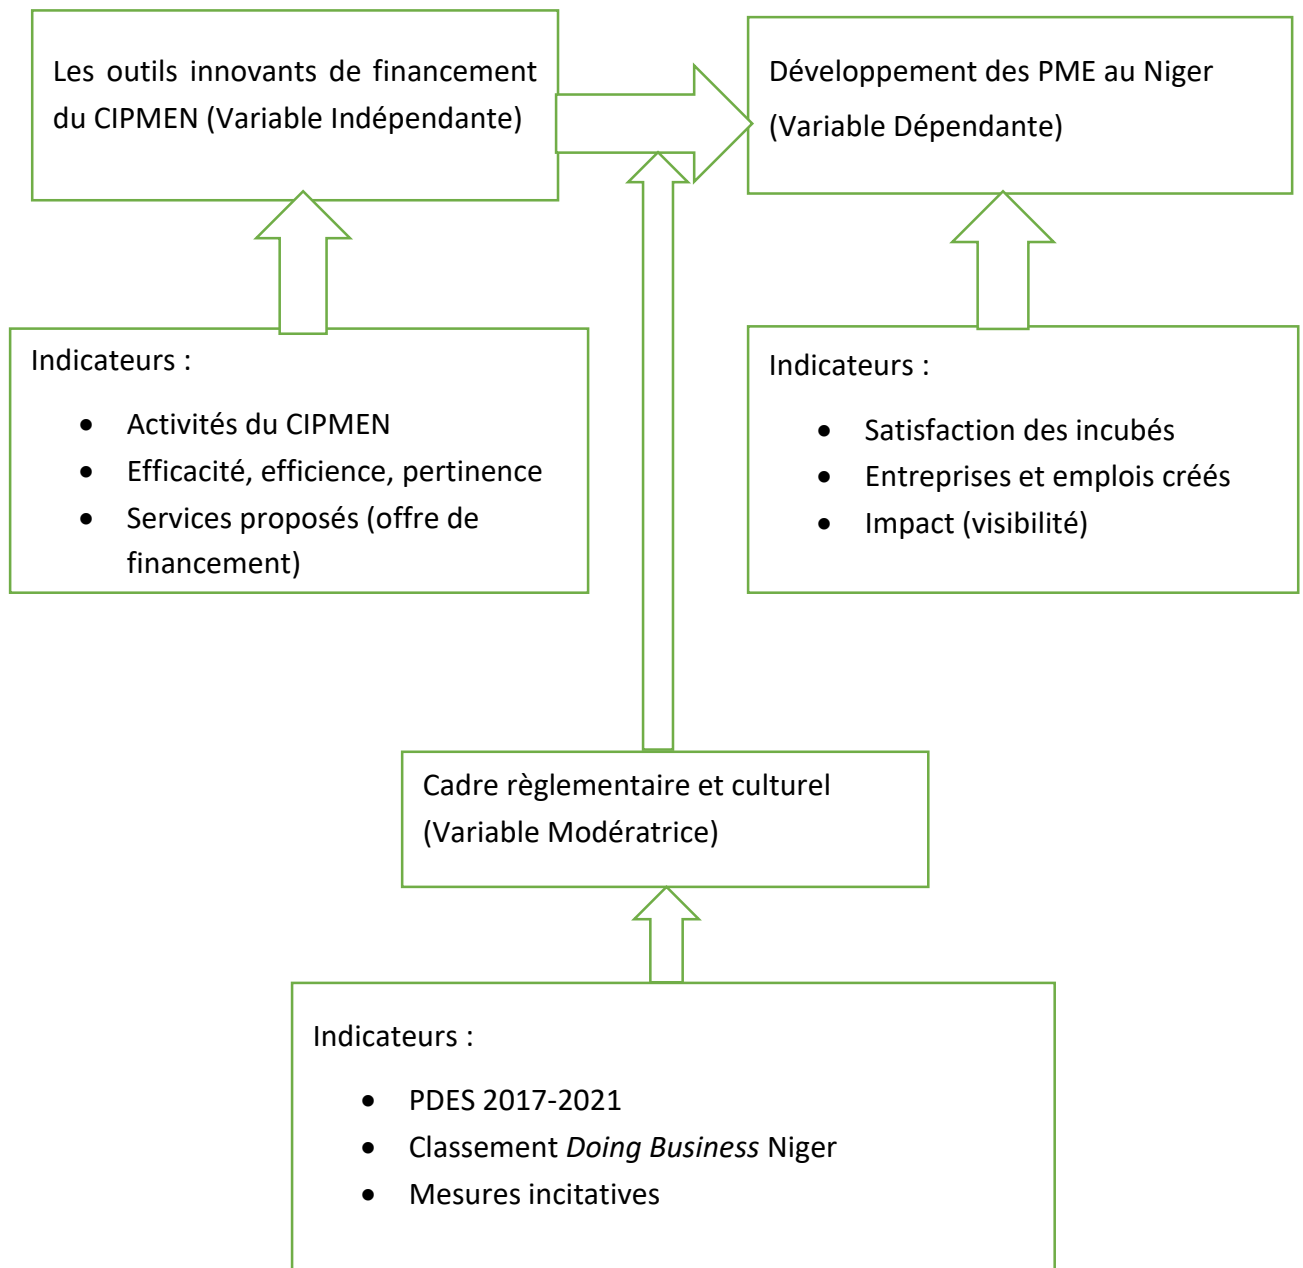 Les outils innovants de financement
du CIPMEN (Variable Indépendante)
Développement des PME au Niger
(Variable Dépendante)
Indicateurs :
• Activités du CIPMEN
• Efficacité, efficience, pertinence
• Services proposés (offre de
financement)
Indicateurs :
• Satisfaction des incubés
• Entreprises et emplois créés
• Impact (visibilité)
Cadre règlementaire et culturel
(Variable Modératrice)
Indicateurs :
• PDES 2017-2021
• Classement Doing Business Niger
• Mesures incitatives